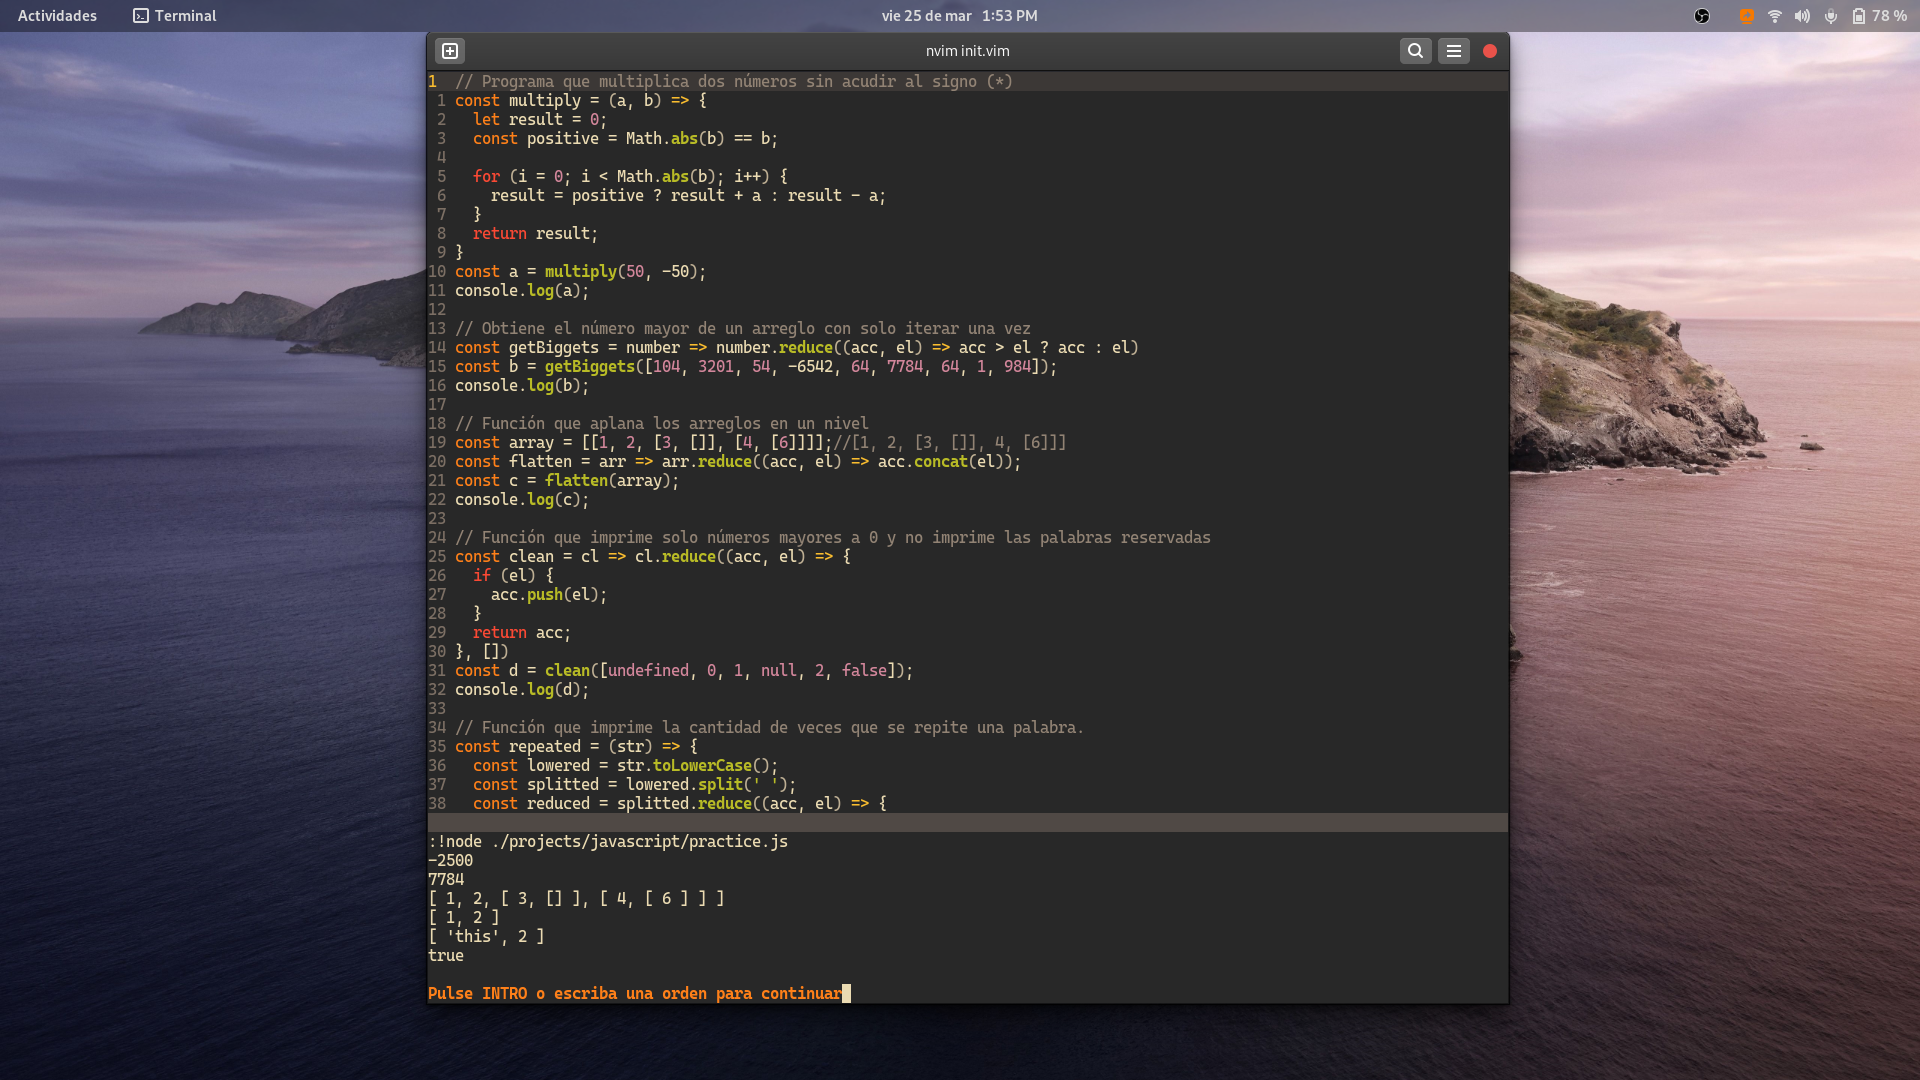 Actividades Terminal vie 25 de mar 1:53 PM 78 %
nvim init.vim
1 // Programa que multiplica dos números sin acudir al signo (*)
1 const multiply = (a, b) => {
2 let result = 0;
3 const positive = Math.abs(b) == b;
4
5 for (i = 0; i < Math.abs(b); i++) {
6 result = positive ? result + a : result - a;
7 }
8 return result;
9 }
10 const a = multiply(50, -50);
11 console.log(a);
12
13 // Obtiene el número mayor de un arreglo con solo iterar una vez
14 const getBiggets = number => number.reduce((acc, el) => acc > el ? acc : el)
15 const b = getBiggets([104, 3201, 54, -6542, 64, 7784, 64, 1, 984]);
16 console.log(b);
17
18 // Función que aplana los arreglos en un nivel
19 const array = [[1, 2, [3, []], [4, [6]]]];//[1, 2, [3, []], 4, [6]]]
20 const flatten = arr => arr.reduce((acc, el) => acc.concat(el));
21 const c = flatten(array);
22 console.log(c);
23
24 // Función que imprime solo números mayores a 0 y no imprime las palabras reservadas
25 const clean = cl => cl.reduce((acc, el) => {
26 if (el) {
27 acc.push(el);
28 }
29 return acc;
30 }, [])
31 const d = clean([undefined, 0, 1, null, 2, false]);
32 console.log(d);
33
34 // Función que imprime la cantidad de veces que se repite una palabra.
35 const repeated = (str) => {
36 const lowered = str.toLowerCase();
37 const splitted = lowered.split(' ');
38 const reduced = splitted.reduce((acc, el) => {
:!node ./projects/javascript/practice.js
-2500
7784
[ 1, 2, [ 3, [] ], [ 4, [ 6 ] ] ]
[ 1, 2 ]
[ 'this', 2 ]
true
Pulse INTRO o escriba una orden para continuar